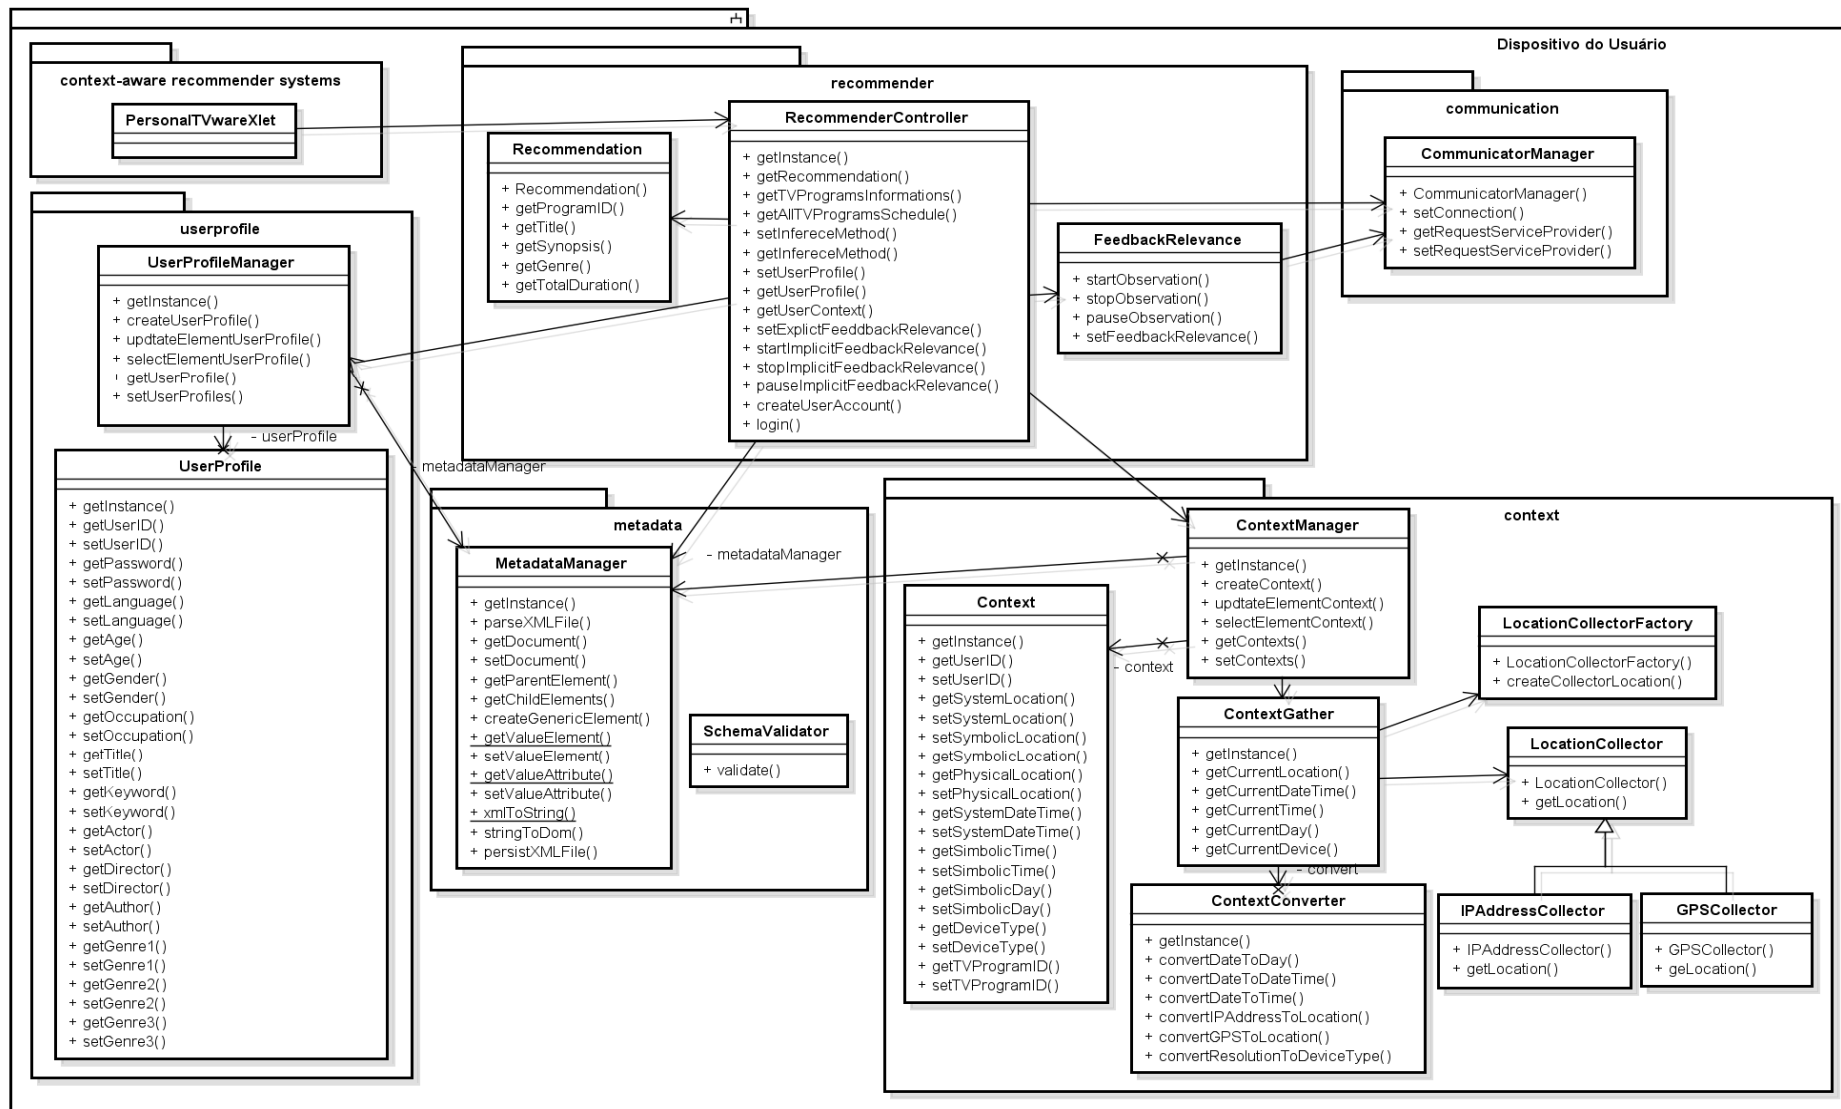 Dispositivo do Usuário
context-aware recommender systems
PersonalTVwareXlet
recommender
Recommendation
+ Recommendation()
+ getProgramID()
+ getTitle()
+ getSynopsis()
+ getGenre()
+ getTotalDuration()
RecommenderController
+ getInstance()
+ getRecommendation()
+ getTVProgramsInformations()
+ getAllTVProgramsSchedule()
+ setInfereceMethod()
+ getInfereceMethod()
+ setUserProfile()
+ getUserProfile()
+ getUserContext()
+ setExplictFeeddbackRelevance()
+ startImplicitFeedbackRelevance()
+ stopImplicitFeedbackRelevance()
+ pauseImplicitFeedbackRelevance()
+ createUserAccount()
+ login()
FeedbackRelevance
+ startObservation()
+ stopObservation()
+ pauseObservation()
+ setFeedbackRelevance()
communication
CommunicatorManager
+ CommunicatorManager()
+ setConnection()
+ getRequestServiceProvider()
+ setRequestServiceProvider()
userprofile
UserProfileManager
+ getInstance()
+ createUserProfile()
+ updtateElementUserProfile()
+ selectElementUserProfile()
+ getUserProfile()
+ setUserProfiles()
- userProfile
UserProfile
+ getInstance()
+ getUserID()
+ setUserID()
+ getPassword()
+ setPassword()
+ getLanguage()
+ setLanguage()
+ getAge()
+ setAge()
+ getGender()
+ setGender()
+ getOccupation()
+ setOccupation()
+ getTitle()
+ setTitle()
+ getKeyword()
+ setKeyword()
+ getActor()
+ setActor()
+ getDirector()
+ setDirector()
+ getAuthor()
+ setAuthor()
+ getGenre1()
+ setGenre1()
+ getGenre2()
+ setGenre2()
+ getGenre3()
+ setGenre3()
- metadataManager
metadata
MetadataManager
+ getInstance()
+ parseXMLFile()
+ getDocument()
+ setDocument()
+ getParentElement()
+ getChildElements()
+ createGenericElement()
+ getValueElement()
+ setValueElement()
+ getValueAttribute()
+ setValueAttribute()
+ xmlToString()
+ stringToDom()
+ persistXMLFile()
- metadataManager
SchemaValidator
+ validate()
context
ContextManager
+ getInstance()
+ createContext()
+ updtateElementContext()
+ selectElementContext()
+ getContexts()
+ setContexts()
- context
Context
+ getInstance()
+ getUserID()
+ setUserID()
+ getSystemLocation()
+ setSystemLocation()
+ setSymbolicLocation()
+ getSymbolicLocation()
+ getPhysicalLocation()
+ setPhysicalLocation()
+ getSystemDateTime()
+ setSystemDateTime()
+ getSimbolicTime()
+ setSimbolicTime()
+ getSimbolicDay()
+ setSimbolicDay()
+ getDeviceType()
+ setDeviceType()
+ getTVProgramID()
+ setTVProgramID()
ContextGather
+ getInstance()
+ getCurrentLocation()
+ getCurrentDateTime()
+ getCurrentTime()
+ getCurrentDay()
+ getCurrentDevice()
- convert
ContextConverter
+ getInstance()
+ convertDateToDay()
+ convertDateToDateTime()
+ convertDateToTime()
+ convertIPAddressToLocation()
+ convertGPSToLocation()
+ convertResolutionToDeviceType()
LocationCollectorFactory
+ LocationCollectorFactory()
+ createCollectorLocation()
LocationCollector
+ LocationCollector()
+ getLocation()
IPAddressCollector
+ IPAddressCollector()
+ getLocation()
GPSCollector
+ GPSCollector()
+ geLocation()